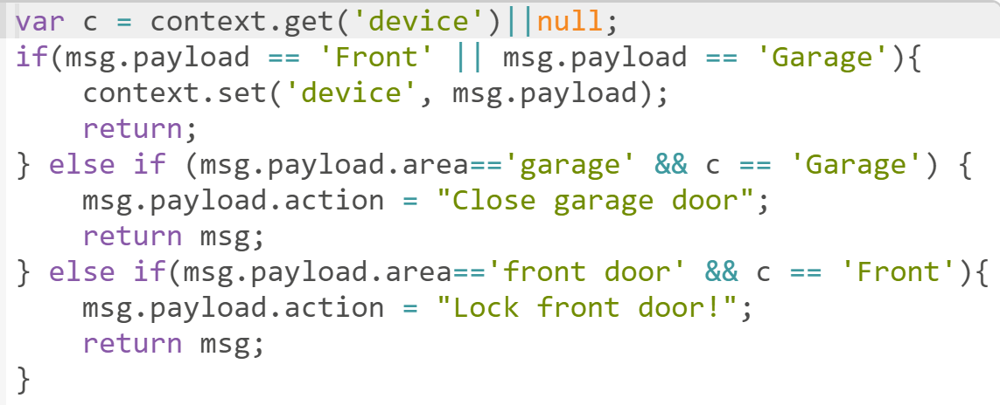 var c = context.get('device')||null;
if(msg.payload == 'Front' || msg.payload == 'Garage'){
    context.set('device', msg.payload);
    return;
} else if (msg.payload.area=='garage' && c == 'Garage') {
    msg.payload.action = "Close garage door";
    return msg;
} else if(msg.payload.area=='front door' && c == 'Front'){
    msg.payload.action = "Lock front door!";
    return msg;
}